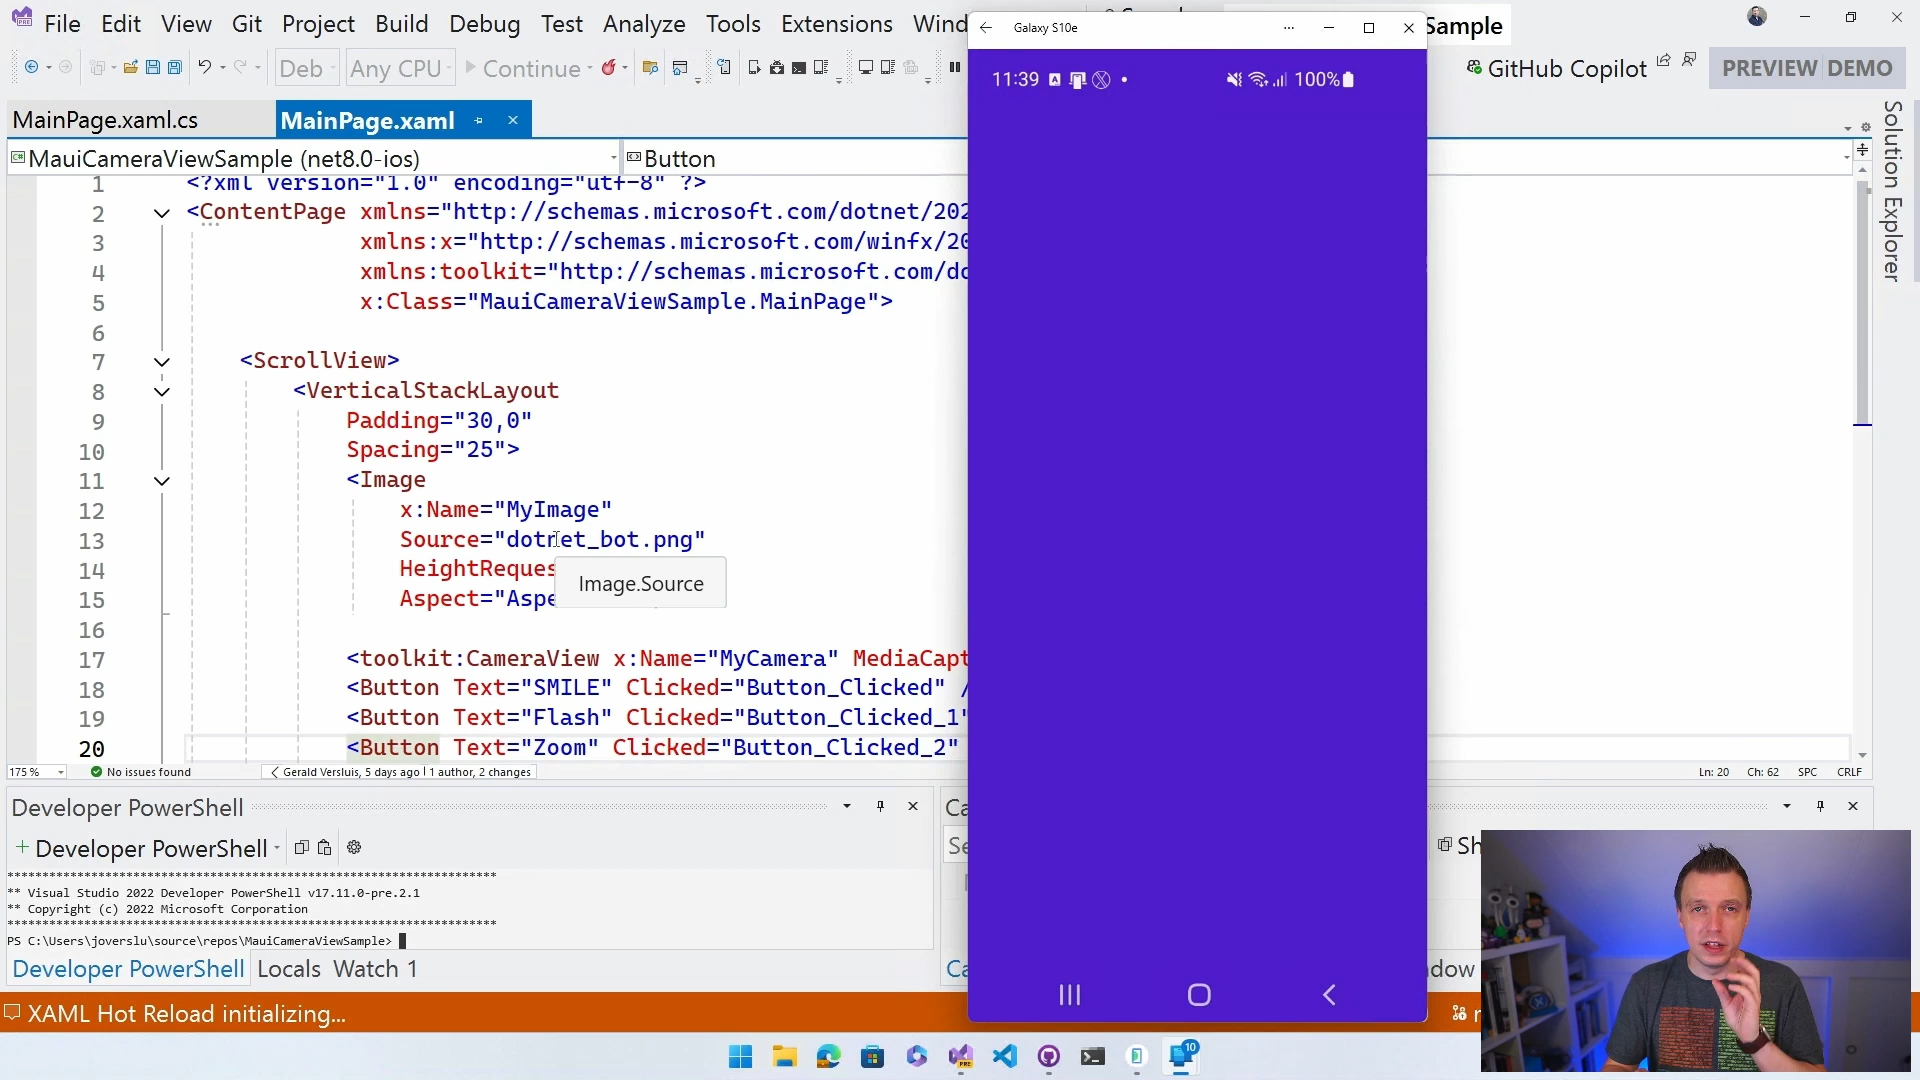 File Edit View Git Project Build Debug Test Analyze Tools Extensions Wind
Sample
Deb Any CPU Continue
GitHub Copilot
PREVIEW DEMO
MainPage.xaml.cs
MainPage.xaml
MauiCameraViewSample (net8.0-ios)
Button
Solution Explorer
1 <?xml version="1.0" encoding="utf-8" ?>
2 <ContentPage xmlns="http://schemas.microsoft.com/dotnet/202
3 xmlns:x="http://schemas.microsoft.com/winfx/20
4 xmlns:toolkit="http://schemas.microsoft.com/do
5 x:Class="MauiCameraViewSample.MainPage">
6
7 <ScrollView>
8 <VerticalStackLayout
9 Padding="30,0"
10 Spacing="25">
11 <Image
12 x:Name="MyImage"
13 Source="dotnet_bot.png"
14 HeightReques
Image.Source
15 Aspect="Aspe
16
17 <toolkit:CameraView x:Name="MyCamera" MediaCapt
18 <Button Text="SMILE" Clicked="Button_Clicked" /
19 <Button Text="Flash" Clicked="Button_Clicked_1"
20 <Button Text="Zoom" Clicked="Button_Clicked_2"
175 % No issues found Gerald Versluis, 5 days ago | 1 author, 2 changes
Ln: 20 Ch: 62 SPC CRLF
Galaxy S10e
11:39
100%
Developer PowerShell
+ Developer PowerShell
**********************************************************************
** Visual Studio 2022 Developer PowerShell v17.11.0-pre.2.1
** Copyright (c) 2022 Microsoft Corporation
**********************************************************************
PS C:\Users\joverslu\source\repos\MauiCameraViewSample>
Developer PowerShell Locals Watch 1
Ca
Se
Sh
Ca
dow
XAML Hot Reload initializing...
PRE
10